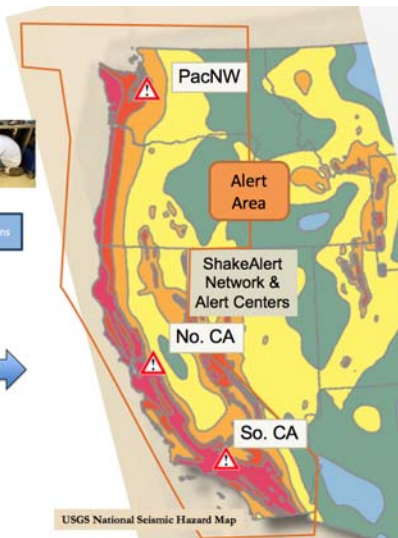 PacNW
Alert
Area
ShakeAlert
Network &
Alert Centers
No. CA
So. CA
USGS National Seismic Hazard Map